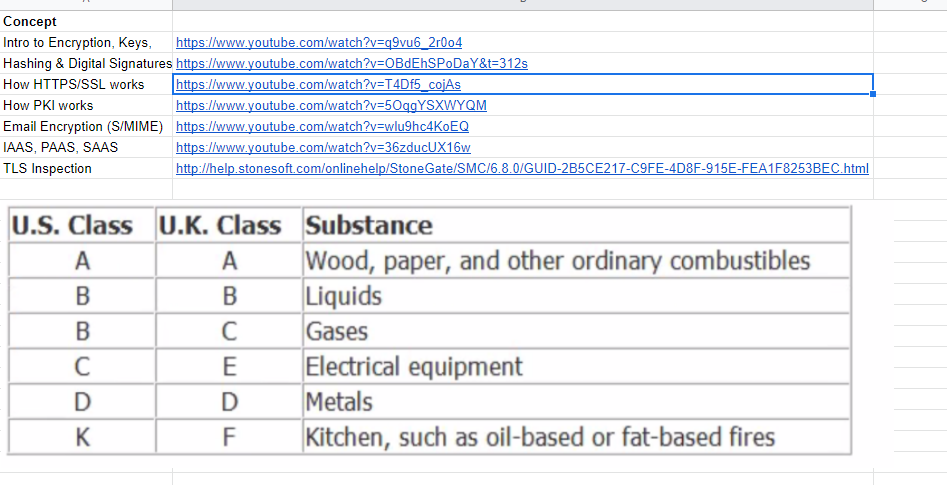 Concept
Intro to Encryption, Keys, https://www.youtube.com/watch?v=q9vu6_2r0o4
Hashing & Digital Signatures https://www.youtube.com/watch?v=OBdEhSPoDaY&t=312s
How HTTPS/SSL works https://www.youtube.com/watch?v=T4Df5_cojAs
How PKI works https://www.youtube.com/watch?v=5OqgYSXWYQM
Email Encryption (S/MIME) https://www.youtube.com/watch?v=wlu9hc4KoEQ
IAAS, PAAS, SAAS https://www.youtube.com/watch?v=36zducUX16w
TLS Inspection http://help.stonesoft.com/onlinehelp/StoneGate/SMC/6.8.0/GUID-2B5CE217-C9FE-4D8F-915E-FEA1F8253BEC.html
U.S. Class U.K. Class Substance
A A Wood, paper, and other ordinary combustibles
B B Liquids
B C Gases
C E Electrical equipment
D D Metals
K F Kitchen, such as oil-based or fat-based fires